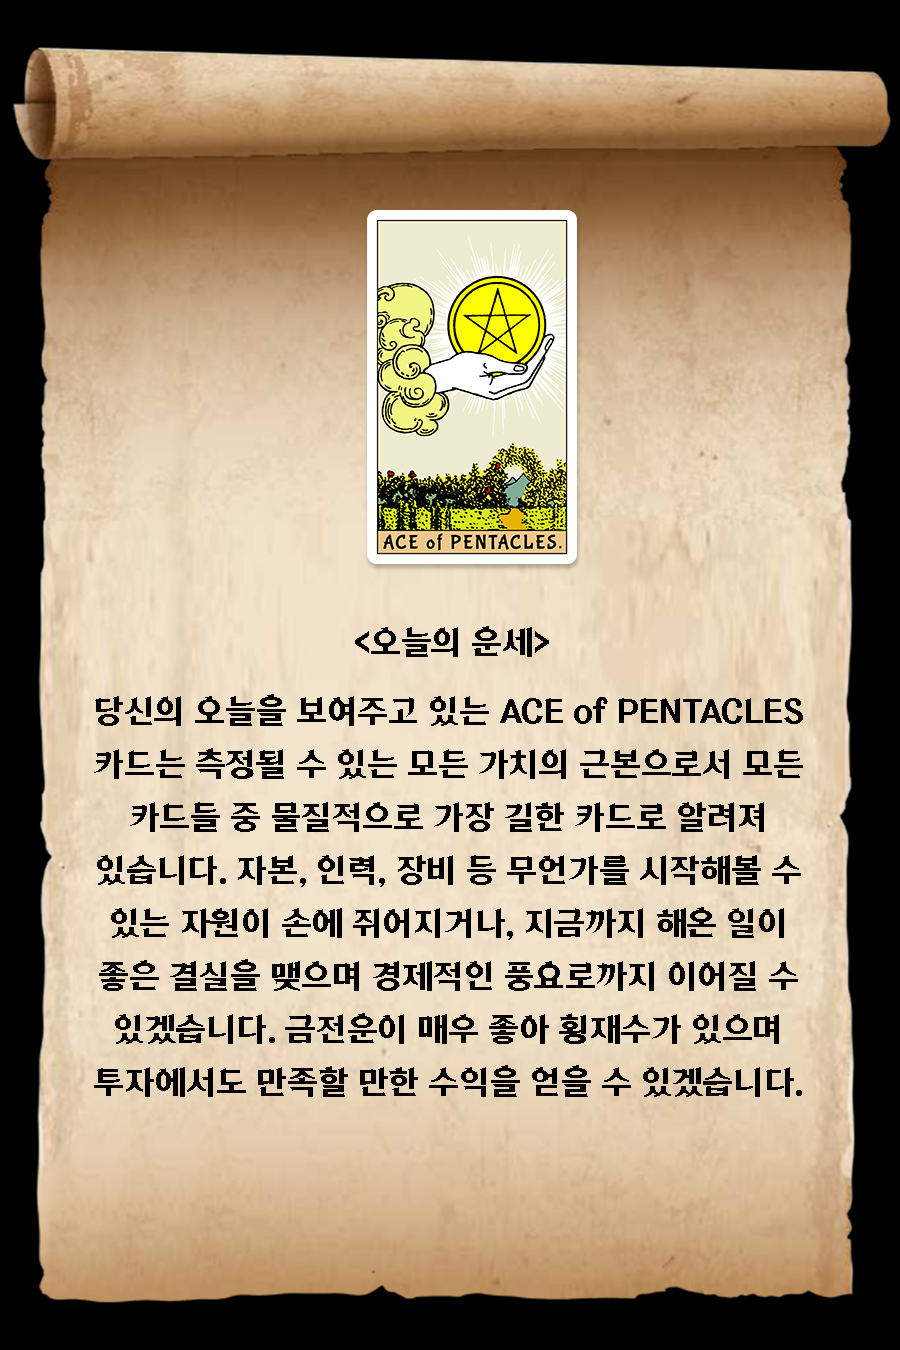 ACE of PENTACLES.
<오늘의 운세>
당신의 오늘을 보여주고 있는 ACE of PENTACLES
카드는 측정될 수 있는 모든 가치의 근본으로서 모든
카드들 중 물질적으로 가장 길한 카드로 알려져
있습니다. 자본, 인력, 장비 등 무언가를 시작해볼 수
있는 자원이 손에 쥐어지거나, 지금까지 해온 일이
좋은 결실을 맺으며 경제적인 풍요로까지 이어질 수
있겠습니다. 금전운이 매우 좋아 횡재수가 있으며
투자에서도 만족할 만한 수익을 얻을 수 있겠습니다.